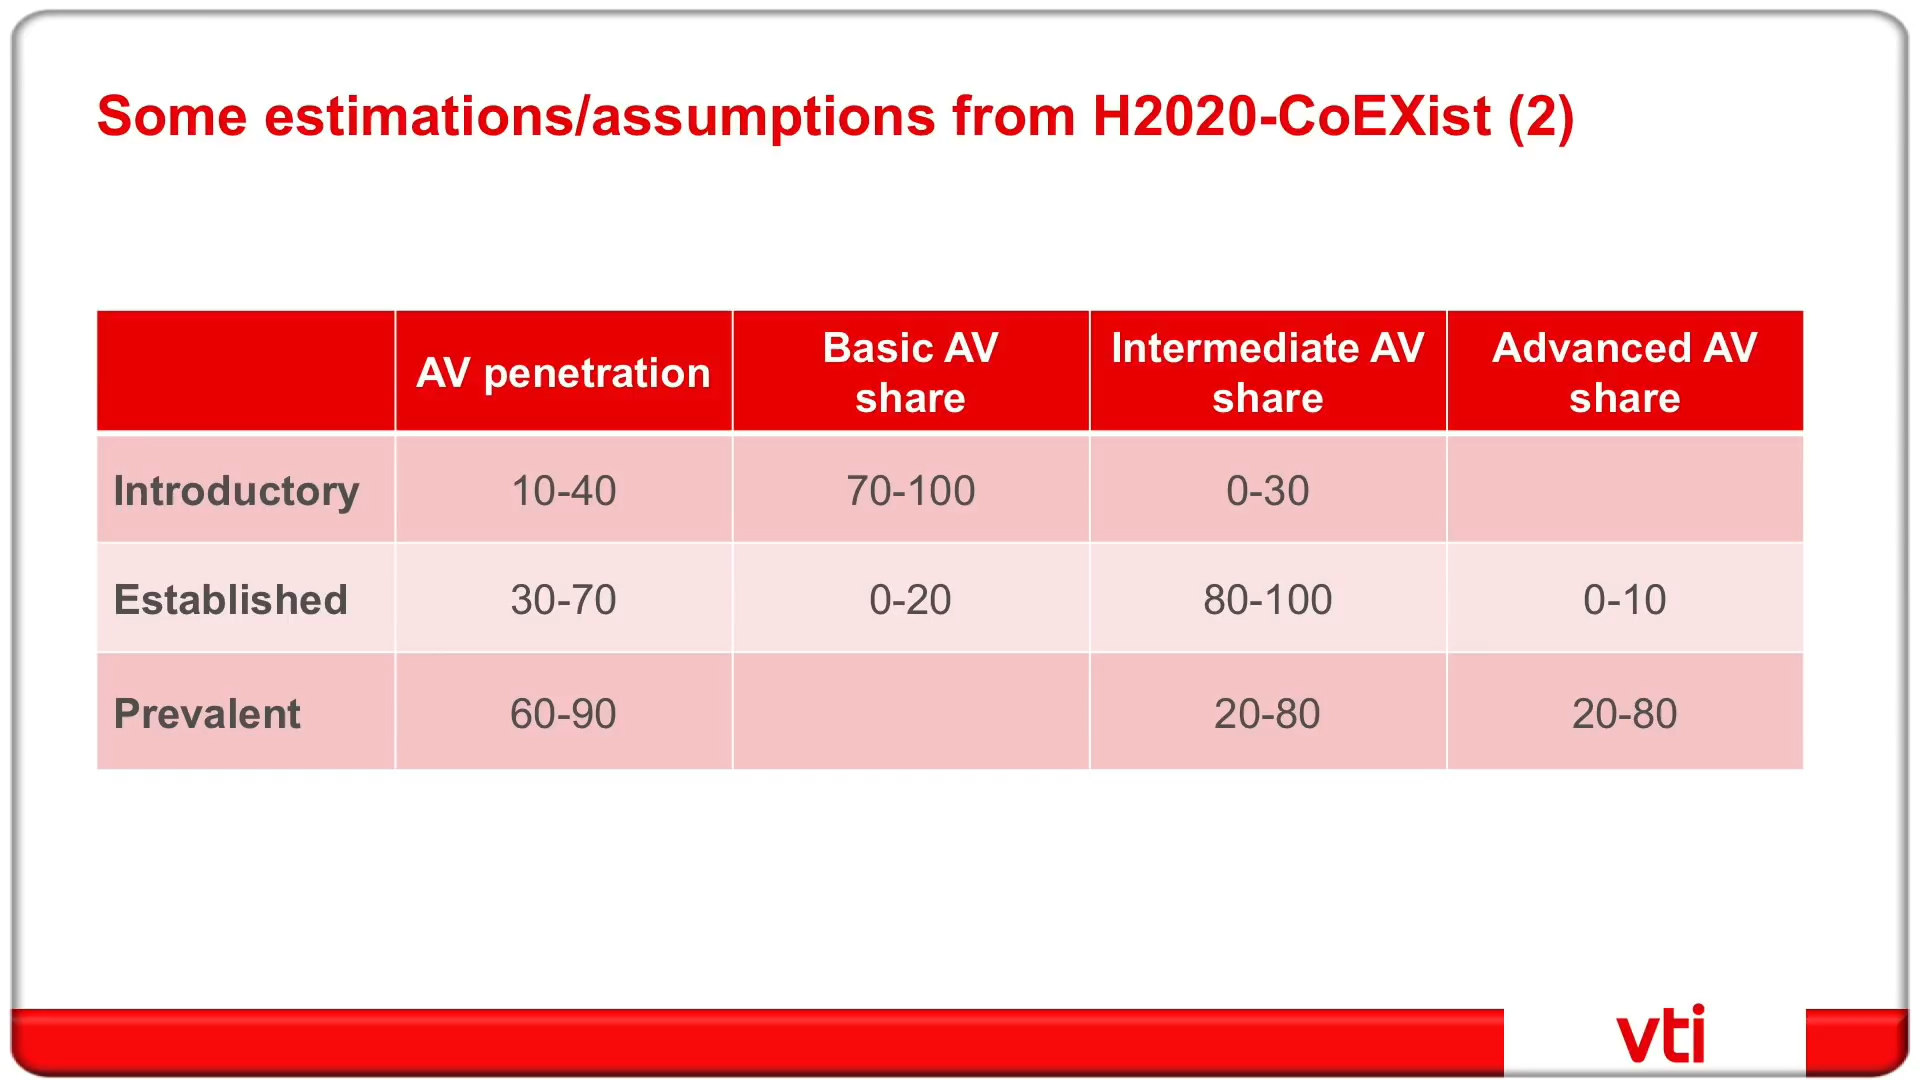 Some estimations/assumptions from H2020-CoEXist (2)
AV penetration
Basic AV
share
Intermediate AV
share
Advanced AV
share
Introductory 10-40 70-100 0-30
Established 30-70 0-20 80-100 0-10
Prevalent 60-90 20-80 20-80
vti